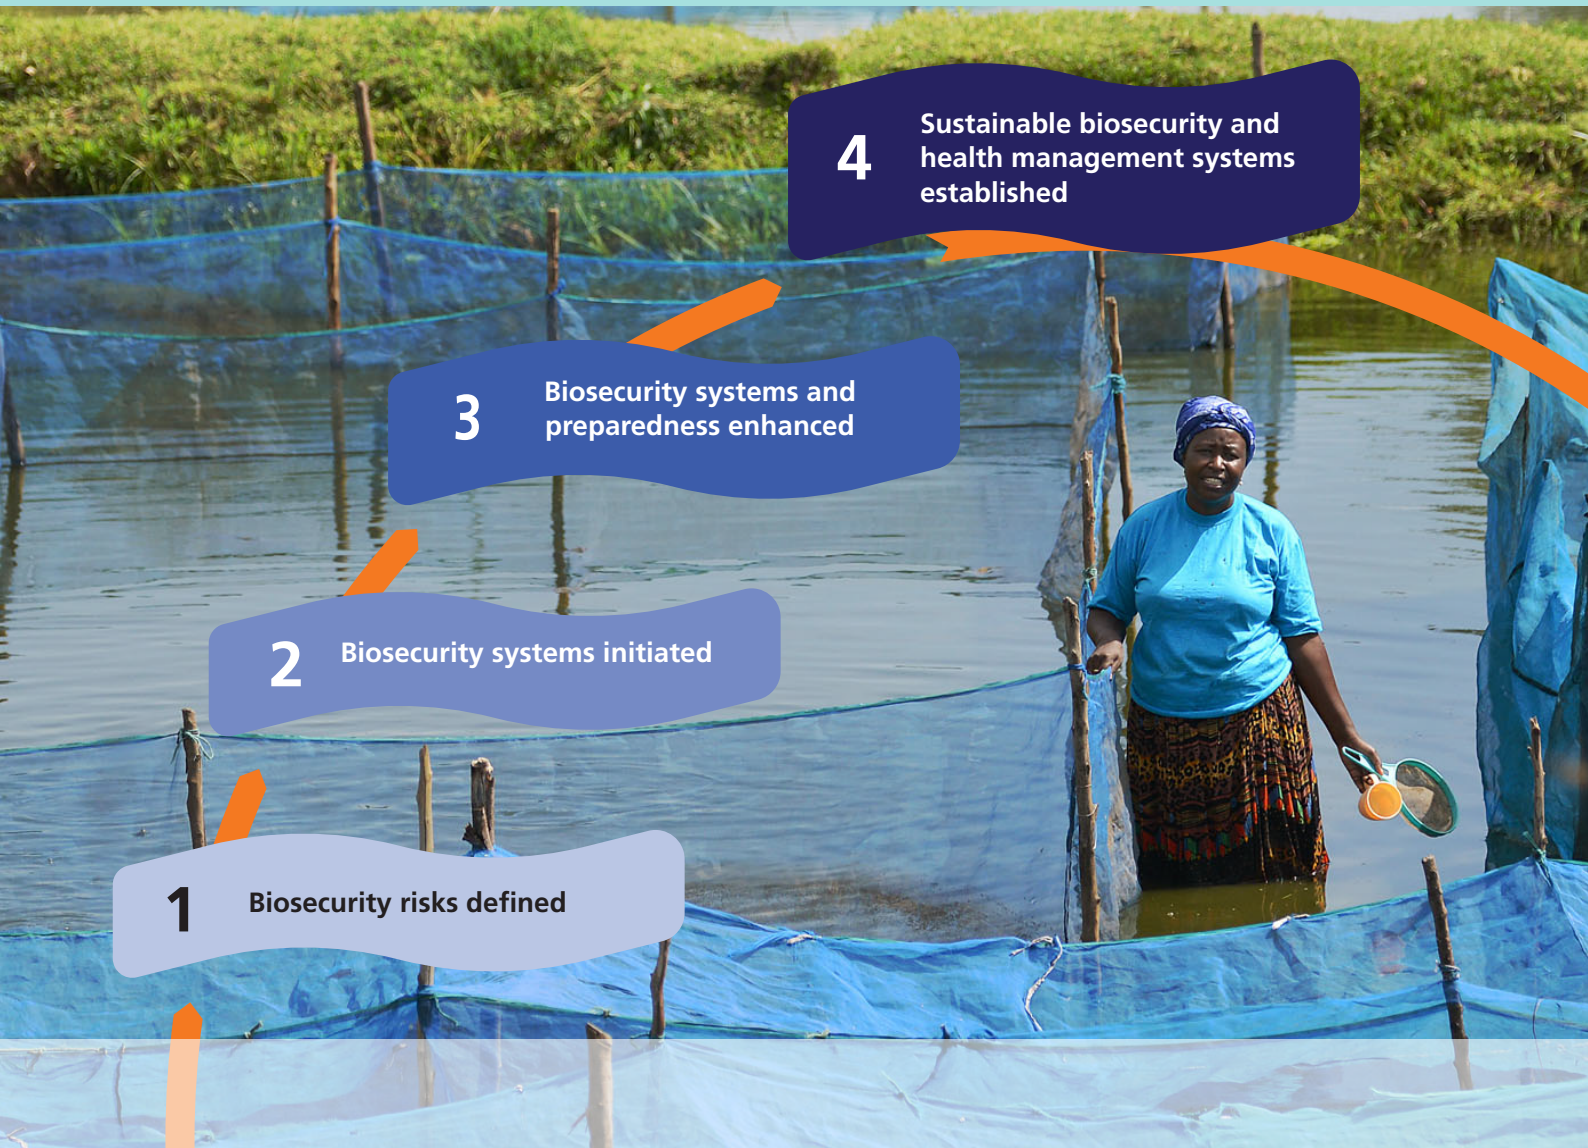 4
Sustainable biosecurity and
health management systems
established
3
Biosecurity systems and
preparedness enhanced
2
Biosecurity systems initiated
1
Biosecurity risks defined